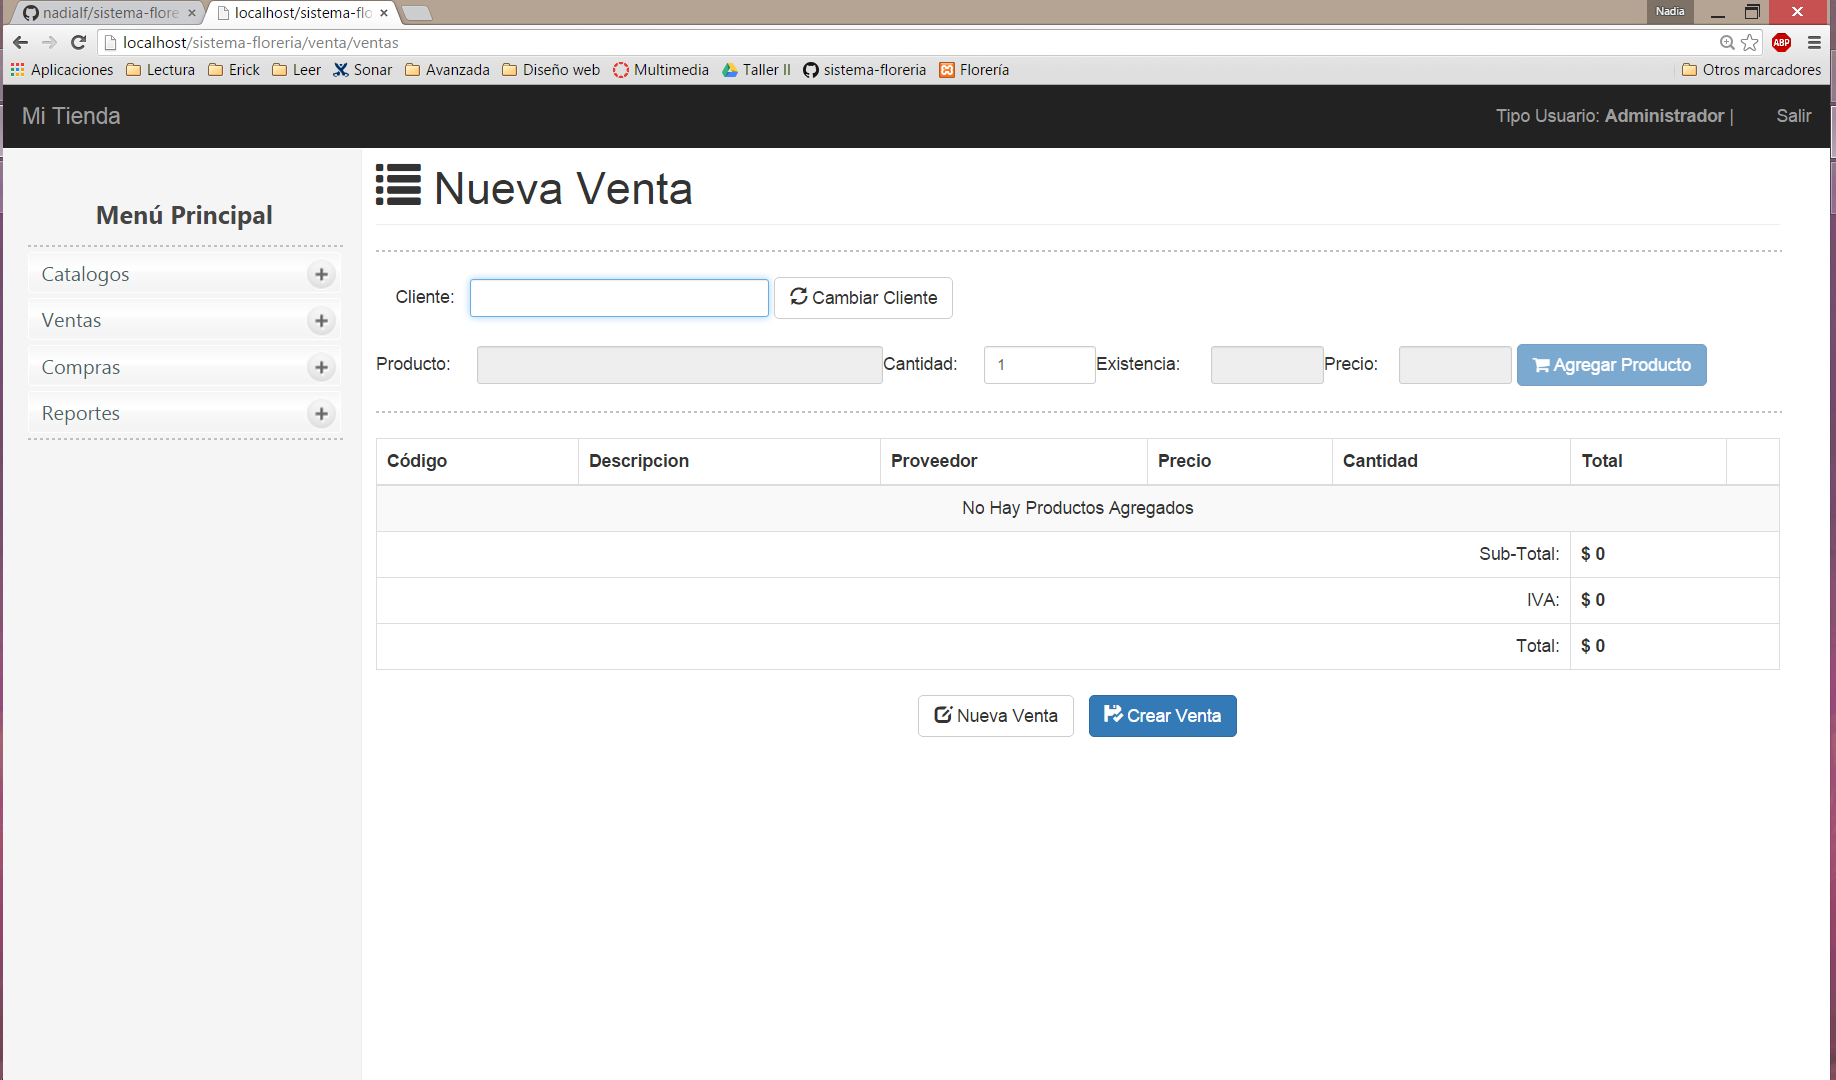 nadialf/sistema-flore
localhost/sistema-flo
Nadia
localhost/sistema-floreria/venta/ventas
ABP
Aplicaciones Lectura Erick Leer Sonar Avanzada Diseño web Multimedia Taller II sistema-floreria Florería Otros marcadores
Mi Tienda
Tipo Usuario: Administrador | Salir
Menú Principal
Catalogos
Ventas
Compras
Reportes
Nueva Venta
Cliente: Cambiar Cliente
Producto: Cantidad: 1 Existencia: Precio: Agregar Producto
Código Descripcion Proveedor Precio Cantidad Total
No Hay Productos Agregados
Sub-Total: $ 0
IVA: $ 0
Total: $ 0
Nueva Venta Crear Venta